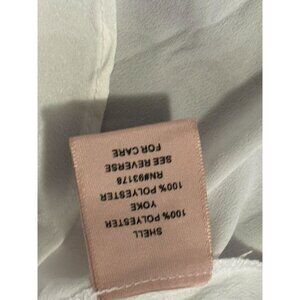 SHELL
100% POLYESTER
YOKE
100% POLYESTER
RN#93178
SEE REVERSE
FOR CARE